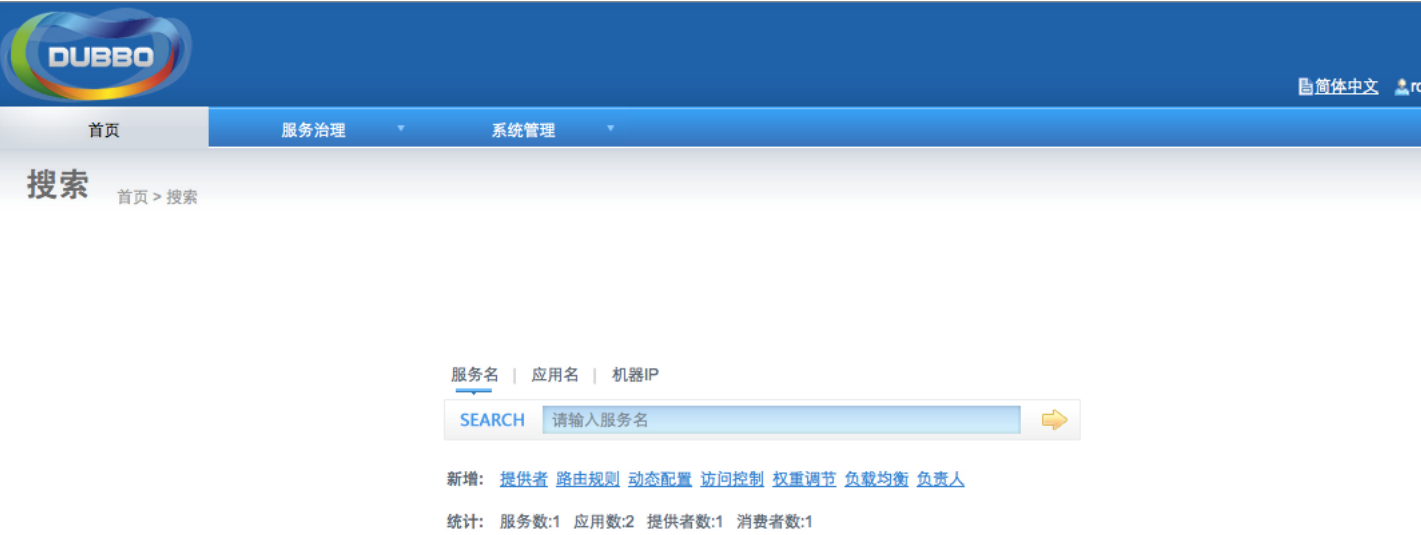 DUBBO
简体中文
首页 服务治理 系统管理
搜索 首页 > 搜索
服务名 | 应用名 | 机器IP
SEARCH 请输入服务名
新增: 提供者 路由规则 动态配置 访问控制 权重调节 负载均衡 负责人
统计: 服务数:1 应用数:2 提供者数:1 消费者数:1